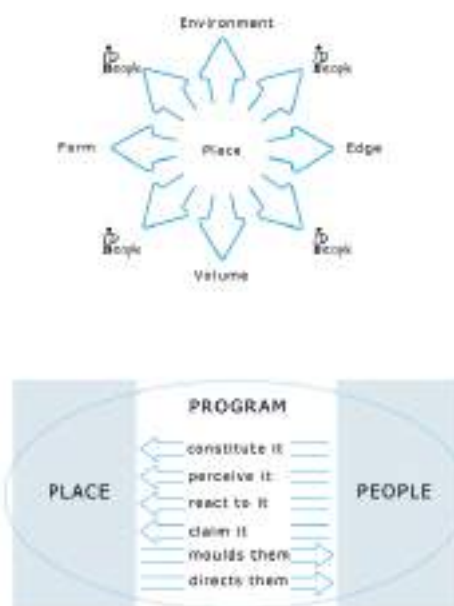 Environment
People
People
Form
Place
Edge
People
People
Volume
PROGRAM
constitute it
perceive it
PLACE
PEOPLE
react to it
claim it
moulds them
directs them